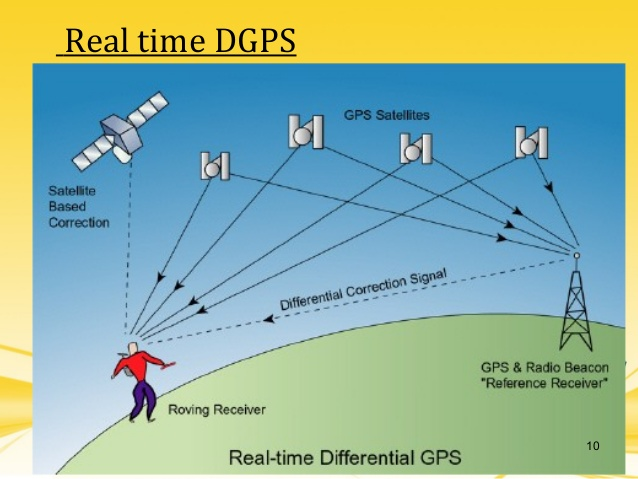 Real time DGPS
GPS Satellites
Satellite
Based
Correction
Differential Correction Signal
GPS & Radio Beacon
"Reference Receiver"
Roving Receiver
10
Real-time Differential GPS